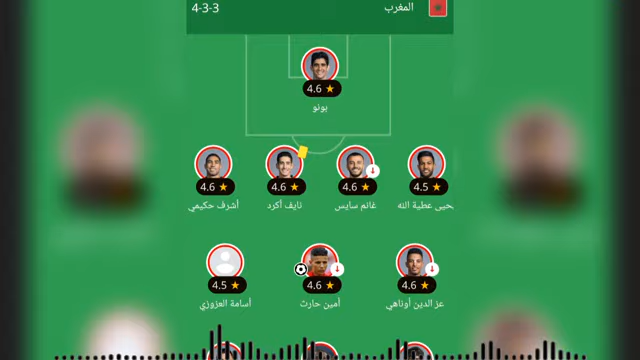 4-3-3 المغرب
4.6
بونو
4.6 4.6 4.6 4.5
أشرف حكيمي نايف أكرد غانم سايس يحيى عطية الله
4.5 4.6 4.6
أسامة العزوزي أمين حارث عز الدين أوناهي